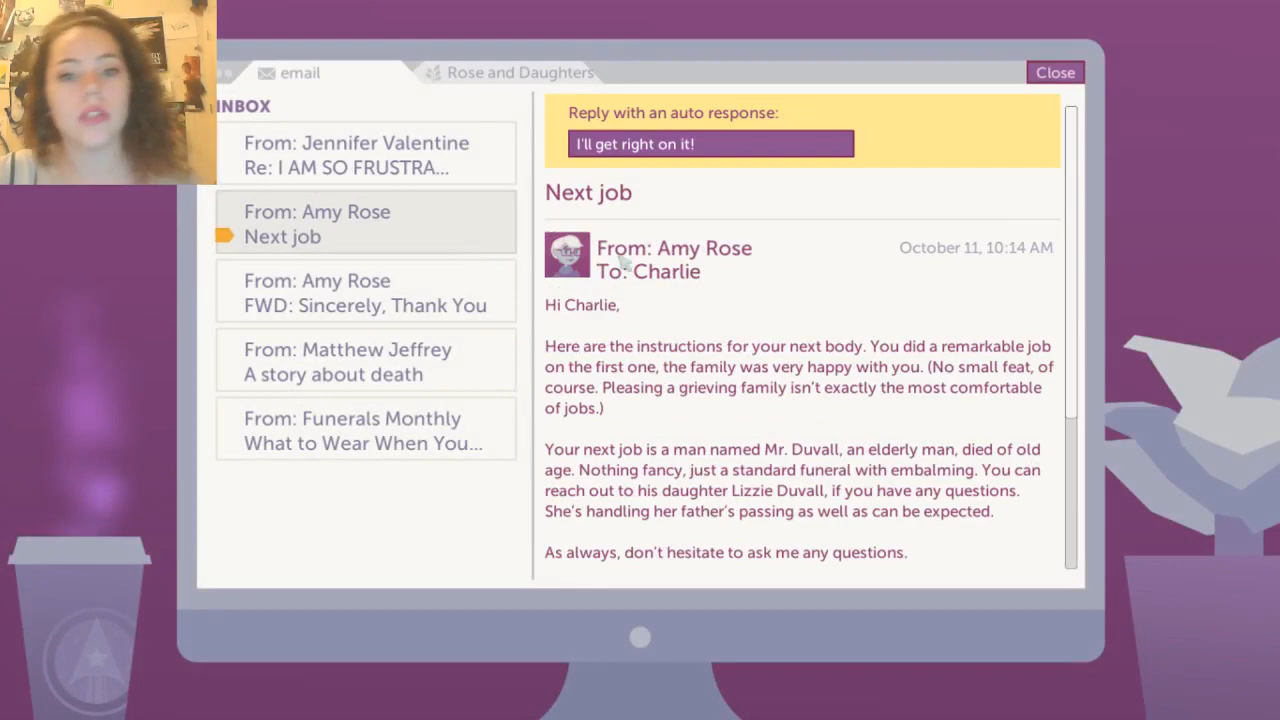 email
Rose and Daughters
Close
INBOX
From: Jennifer Valentine
Re: I AM SO FRUSTRA...
From: Amy Rose
Next job
From: Amy Rose
FWD: Sincerely, Thank You
From: Matthew Jeffrey
A story about death
From: Funerals Monthly
What to Wear When You...
Reply with an auto response:
I'll get right on it!
Next job
From: Amy Rose
October 11, 10:14 AM
To: Charlie
Hi Charlie,
Here are the instructions for your next body. You did a remarkable job
on the first one, the family was very happy with you. (No small feat, of
course. Pleasing a grieving family isn't exactly the most comfortable
of jobs.)
Your next job is a man named Mr. Duvall, an elderly man, died of old
age. Nothing fancy, just a standard funeral with embalming. You can
reach out to his daughter Lizzie Duvall, if you have any questions.
She's handling her father's passing as well as can be expected.
As always, don't hesitate to ask me any questions.